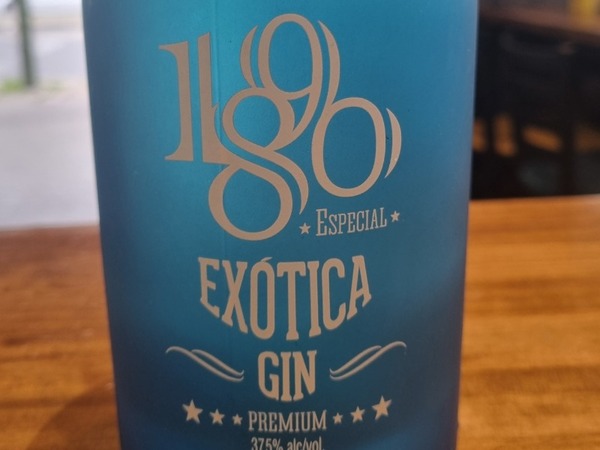 1890
★ ESPECIAL ★
EXÓTICA
GIN
★★★ PREMIUM ★★★
37,5% alc/vol.